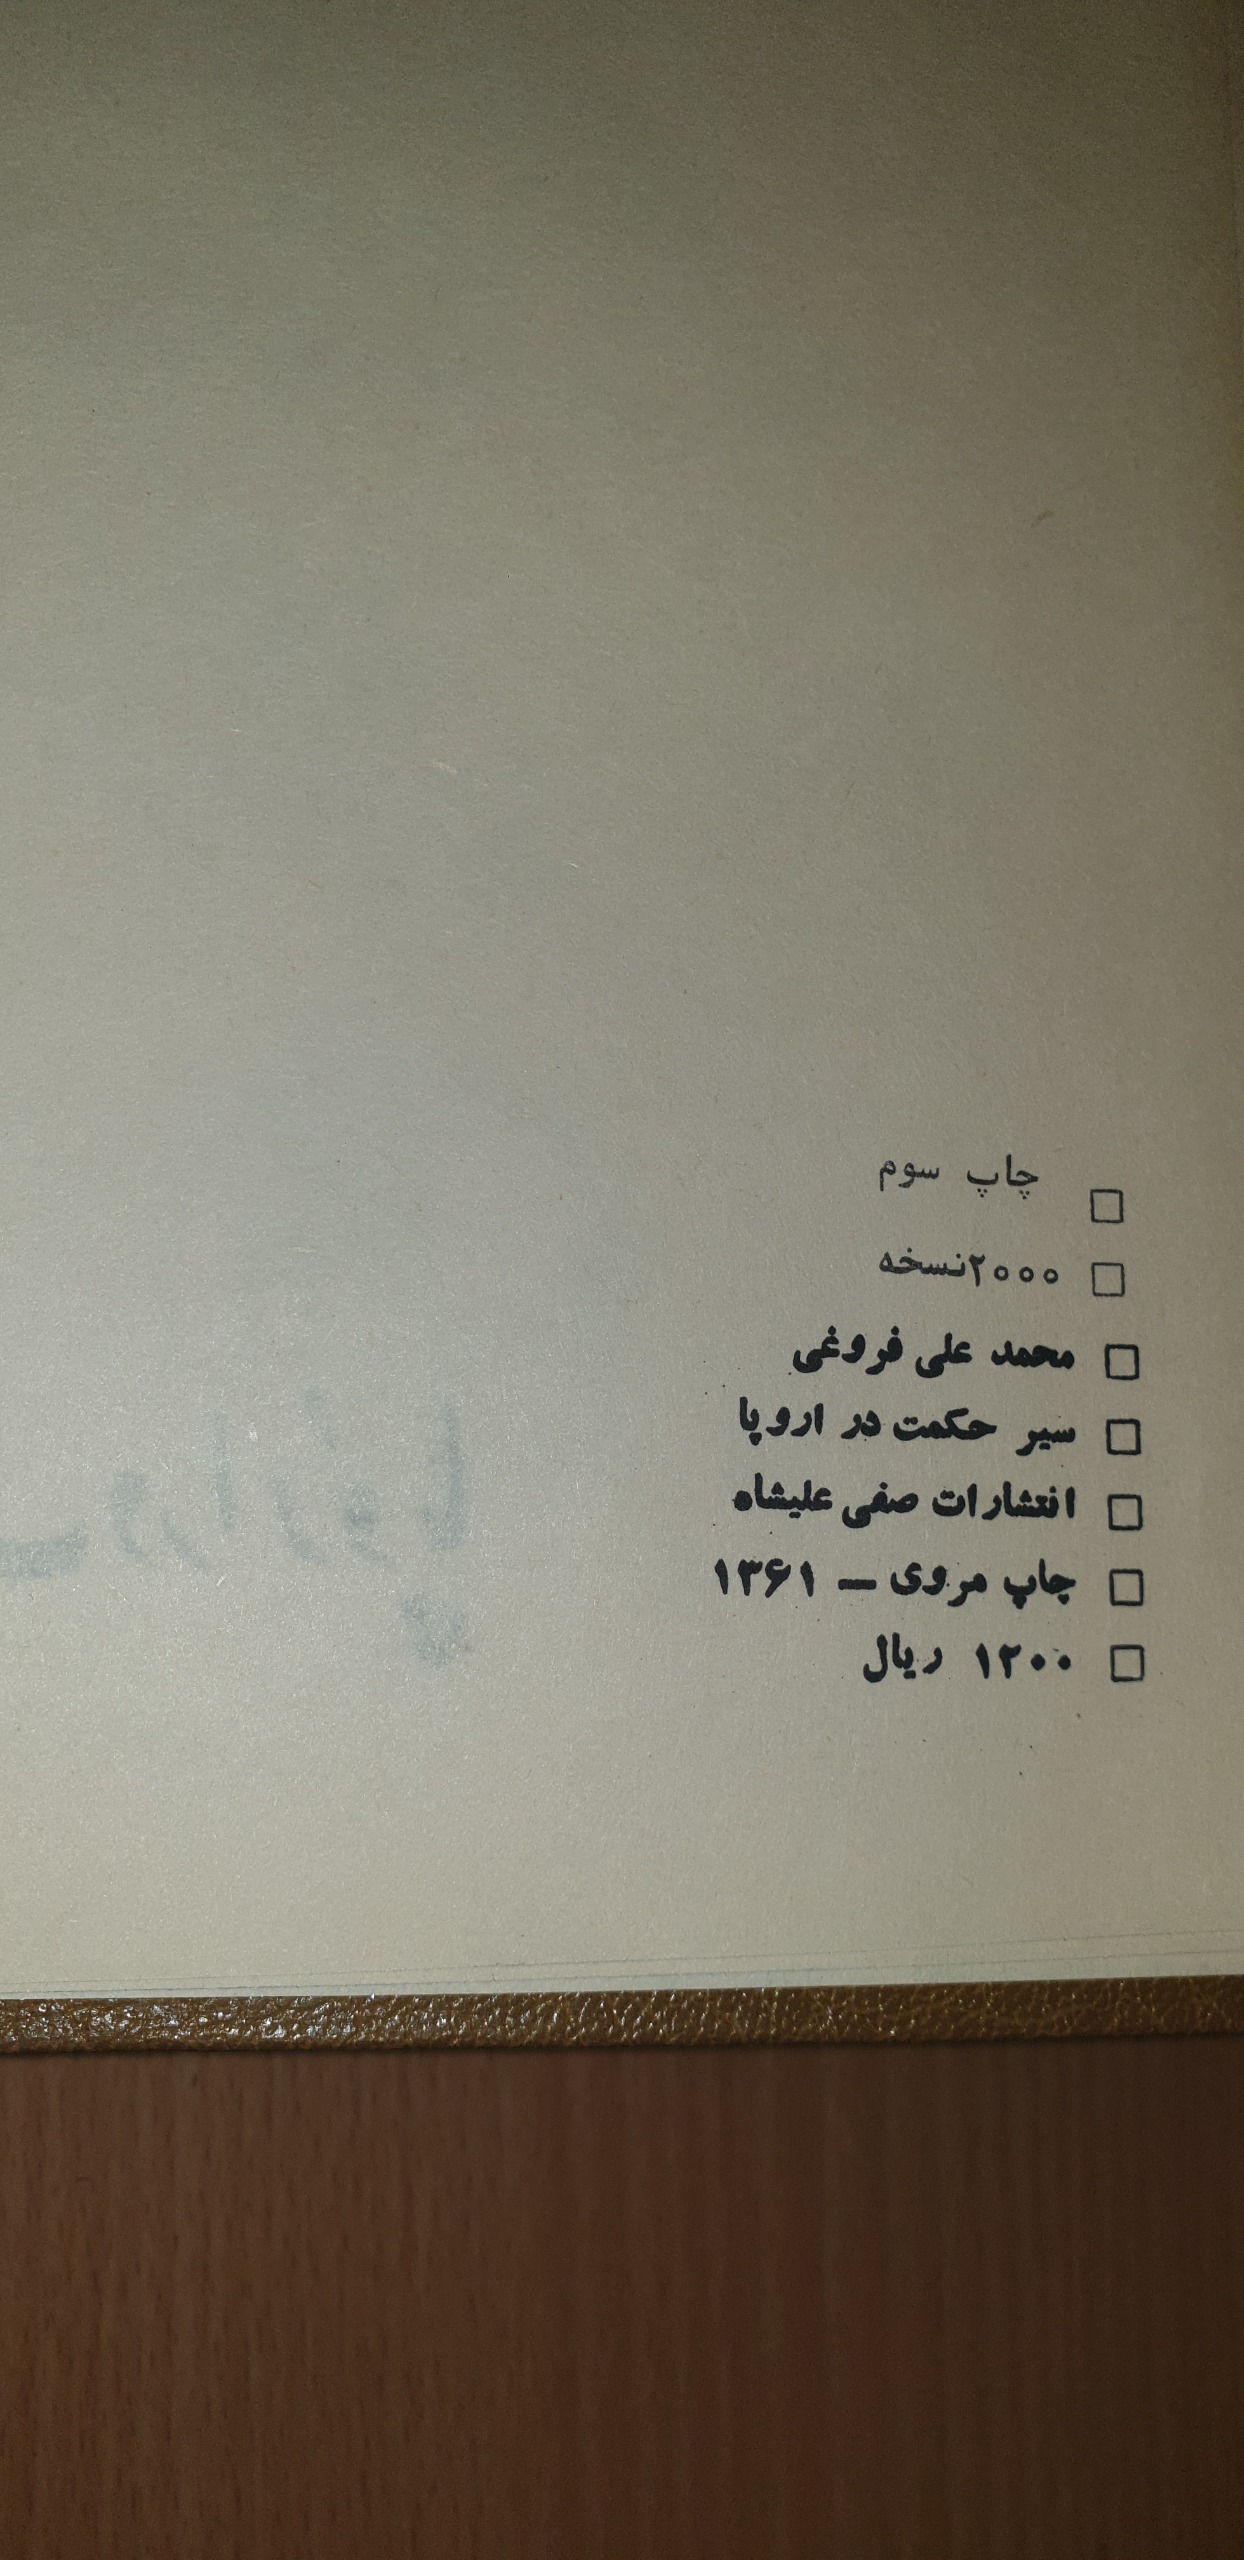 □ چاپ سوم
□ ۲۰۰۰نسخه
□ محمد علی فروغی
□ سیر حکمت در اروپا
□ انتشارات صفی علیشاه
□ چاپ مروی – ۱۳۶۱
□ ۱۲۰۰ ریال